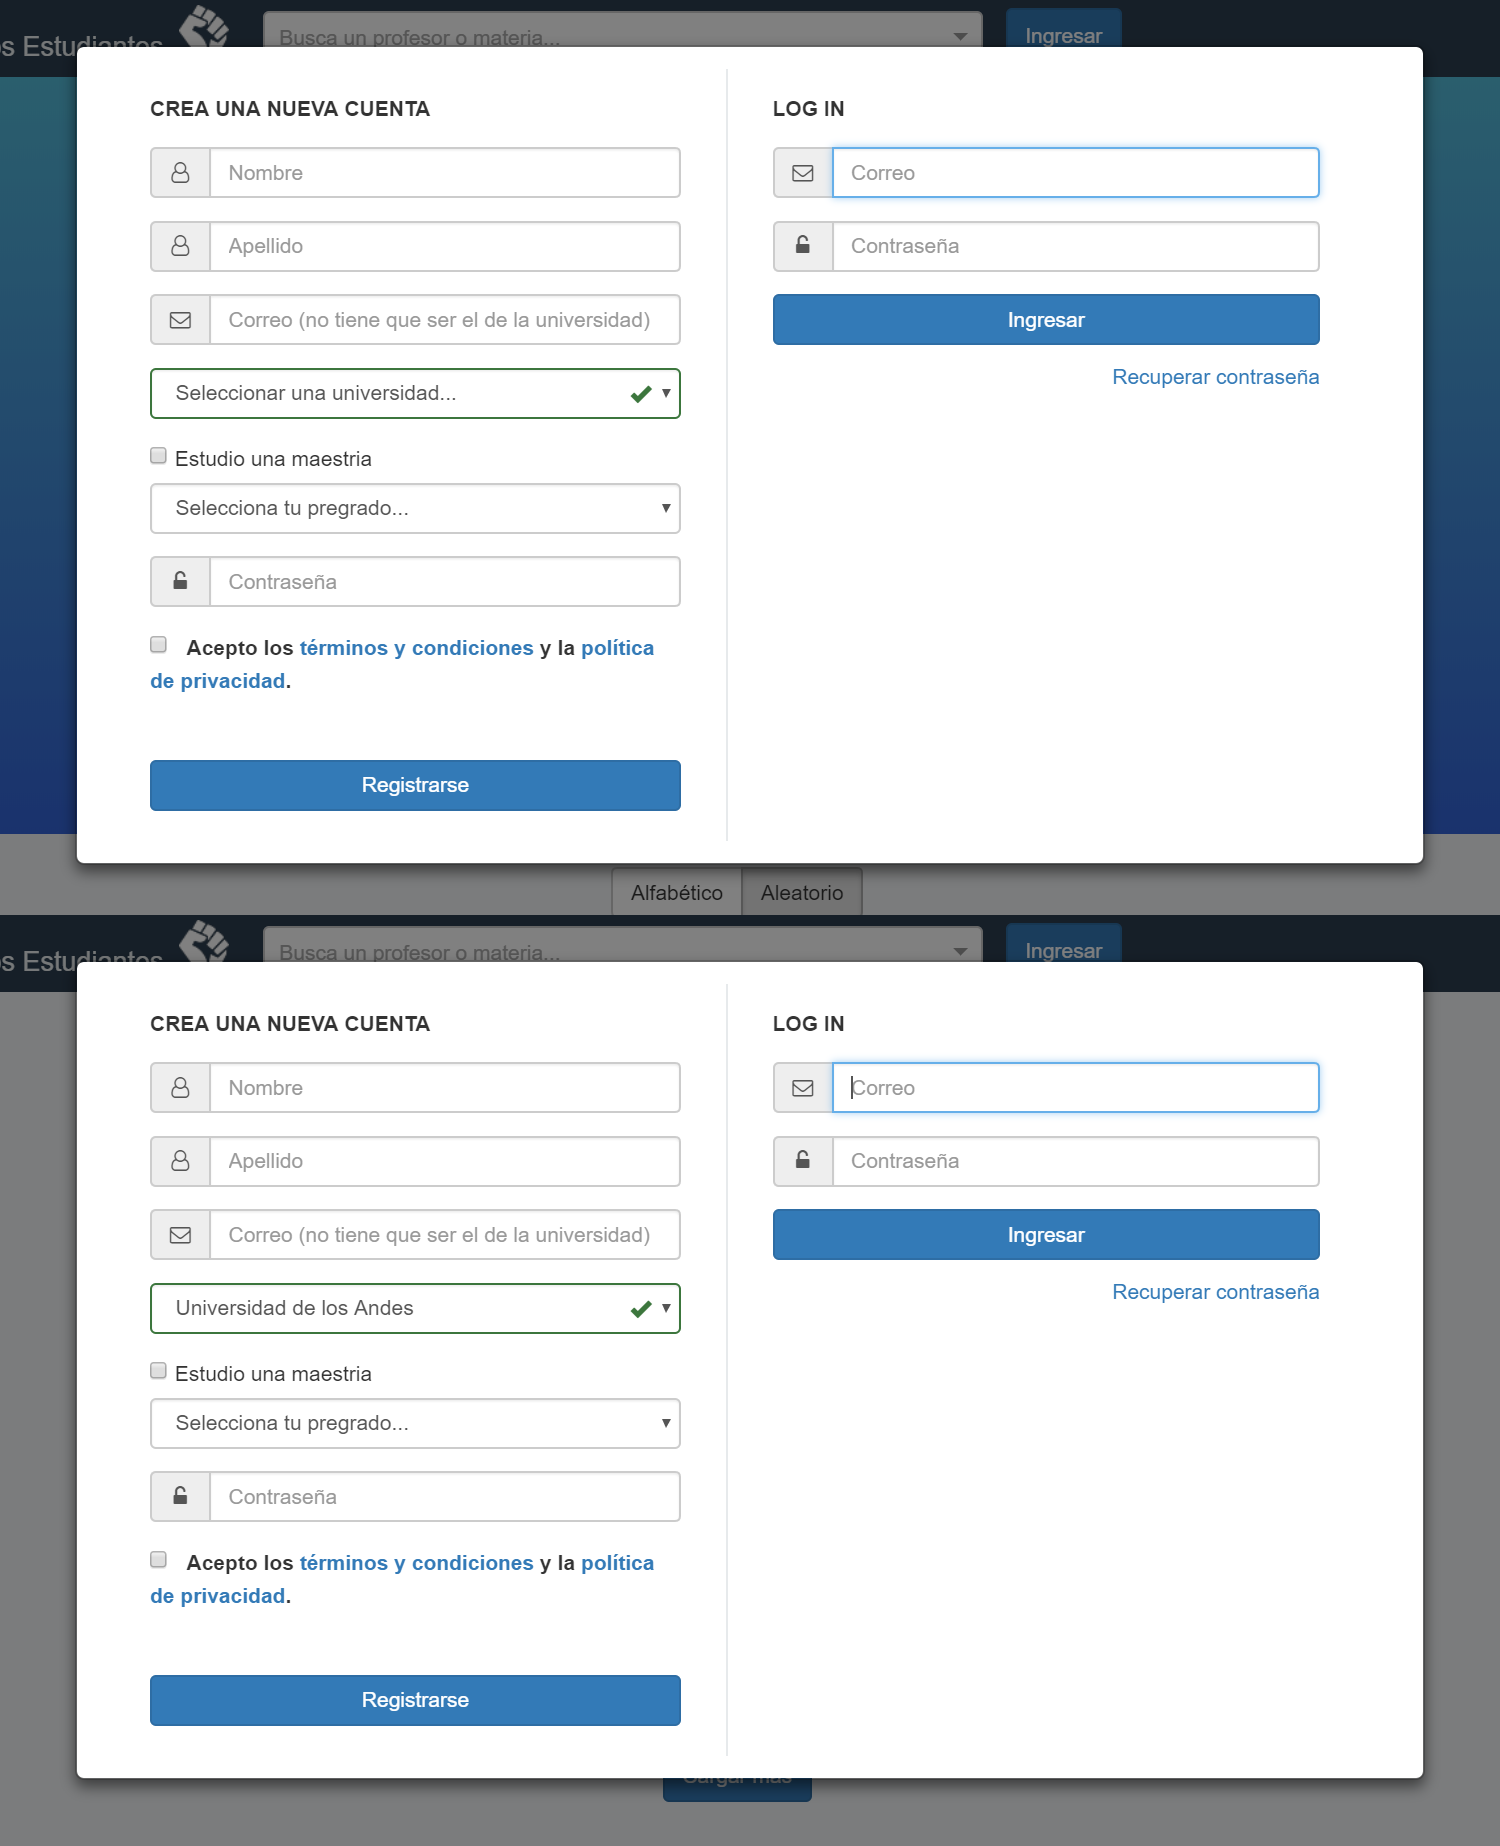 os Estudiantes
Busca un profesor o materia...
Ingresar
CREA UNA NUEVA CUENTA
Nombre
Apellido
Correo (no tiene que ser el de la universidad)
Seleccionar una universidad...
Estudio una maestria
Selecciona tu pregrado...
Contraseña
Acepto los términos y condiciones y la política
de privacidad.
Registrarse
LOG IN
Correo
Contraseña
Ingresar
Recuperar contraseña
Alfabético
Aleatorio
os Estudiantes
Busca un profesor o materia...
Ingresar
CREA UNA NUEVA CUENTA
Nombre
Apellido
Correo (no tiene que ser el de la universidad)
Universidad de los Andes
Estudio una maestria
Selecciona tu pregrado...
Contraseña
Acepto los términos y condiciones y la política
de privacidad.
Registrarse
LOG IN
Correo
Contraseña
Ingresar
Recuperar contraseña
Cargar más